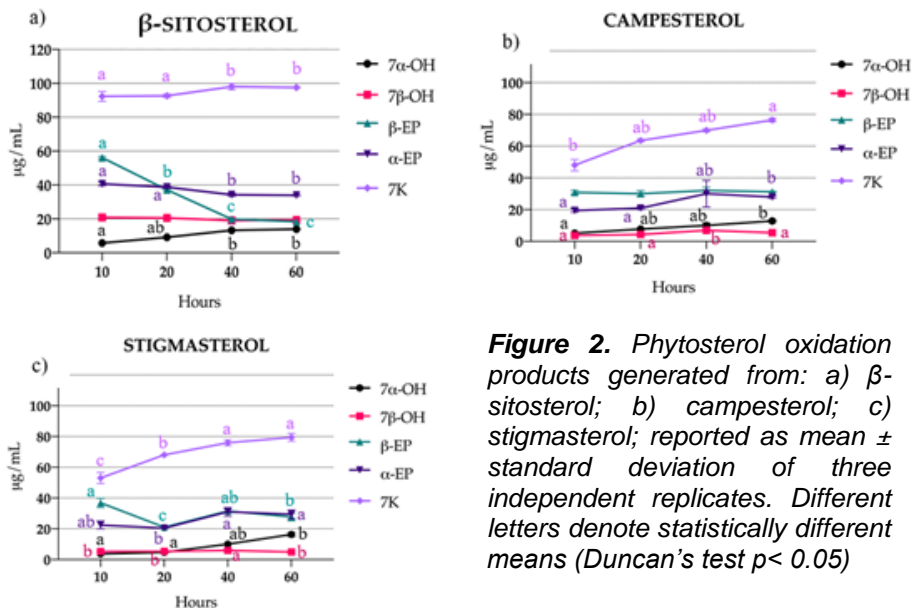 a)
β-SITOSTEROL
120
100
80
60
40
20
0
µg/mL
a a b b
a
b
c
c
a
a
b b
a ab
b b
10 20 40 60
Hours
7α-OH
7βˑOH
β-EP
α-EP
7K
CAMPESTEROL
b)
100
80
60
40
20
0
µg/mL
b
ab
ab
a
a
a
ab
b
a
ab
ab
b
a
a
b
a
10 20 40 60
Hours
7α-OH
7βˑOH
β-EP
α-EP
7K
STIGMASTEROL
c)
100
80
60
40
20
0
µg/mL
c
b
a
a
a
c
ab
b
ab
b
a
a
a
a
b
b
b
b
a
b
10 20 40 60
Hours
7α-OH
7β-OH
β-EP
α-EP
7K
Figure 2. Phytosterol oxidation
products generated from: a) β-
sitosterol; b) campesterol; c)
stigmasterol; reported as mean ±
standard deviation of three
independent replicates. Different
letters denote statistically different
means (Duncan’s test p< 0.05)